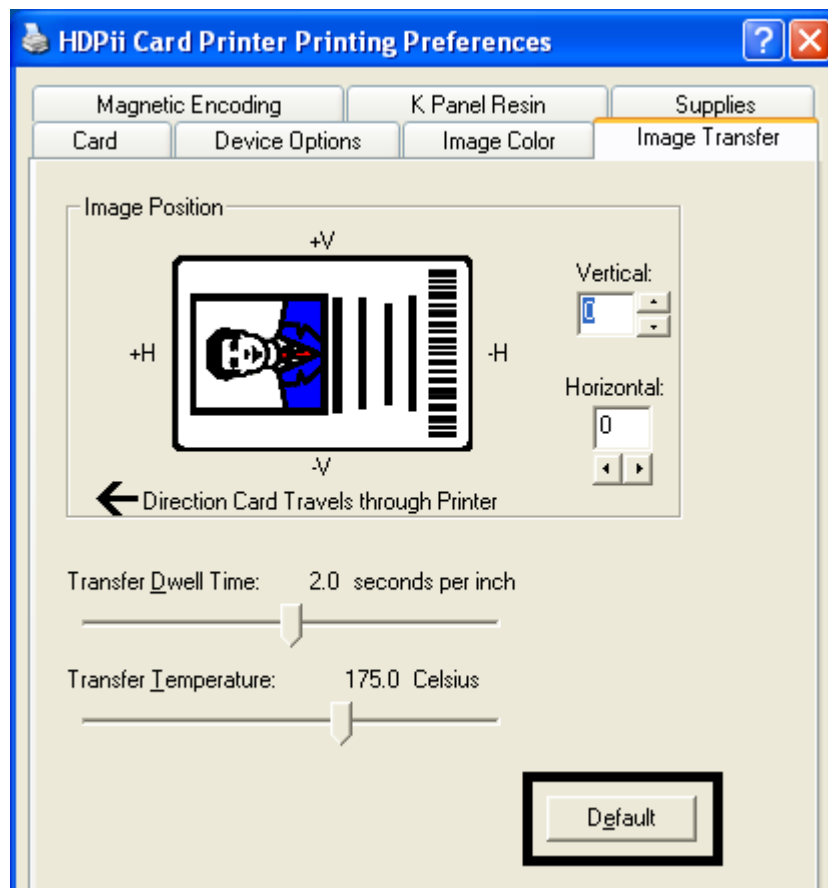 HDPii Card Printer Printing Preferences
Magnetic Encoding K Panel Resin Supplies
Card Device Options Image Color Image Transfer
Image Position
+V
Vertical:
0
+H
-H
Horizontal:
0
-V
Direction Card Travels through Printer
Transfer Dwell Time: 2.0 seconds per inch
Transfer Temperature: 175.0 Celsius
Default